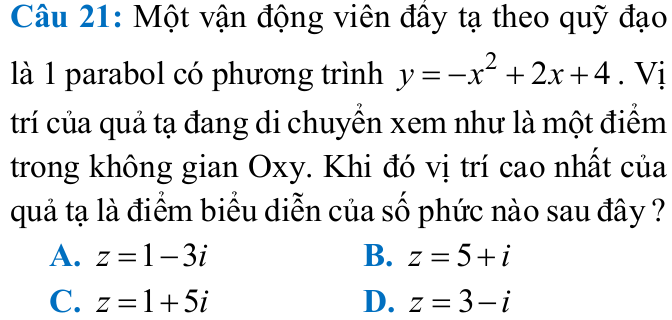 Câu 21: Một vận động viên đẩy tạ theo quỹ đạo
là 1 parabol có phương trình y = −x² + 2x + 4 . Vị
trí của quả tạ đang di chuyển xem như là một điểm
trong không gian Oxy. Khi đó vị trí cao nhất của
quả tạ là điểm biểu diễn của số phức nào sau đây ?
A. z = 1 − 3i B. z = 5 + i
C. z = 1 + 5i D. z = 3 − i